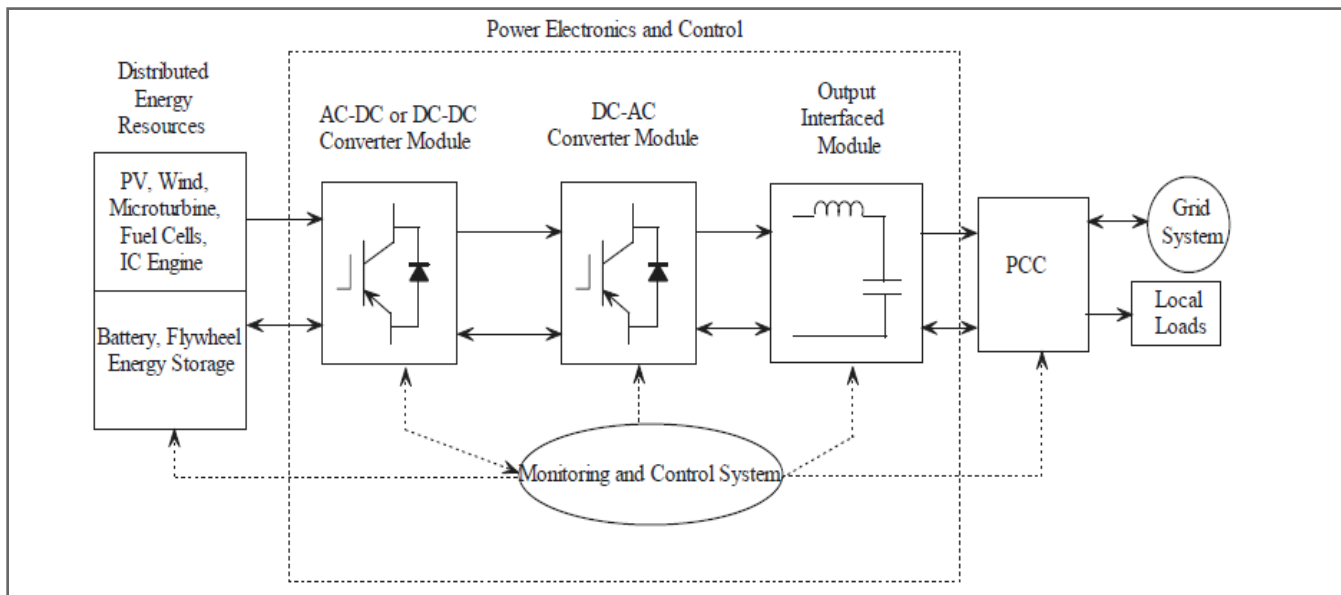 Power Electronics and Control
Distributed
Energy
Resources
AC-DC or DC-DC
Converter Module
DC-AC
Converter Module
Output
Interfaced
Module
PV, Wind,
Microturbine,
Fuel Cells,
IC Engine
Battery, Flywheel
Energy Storage
PCC
Grid
System
Local
Loads
Monitoring and Control System